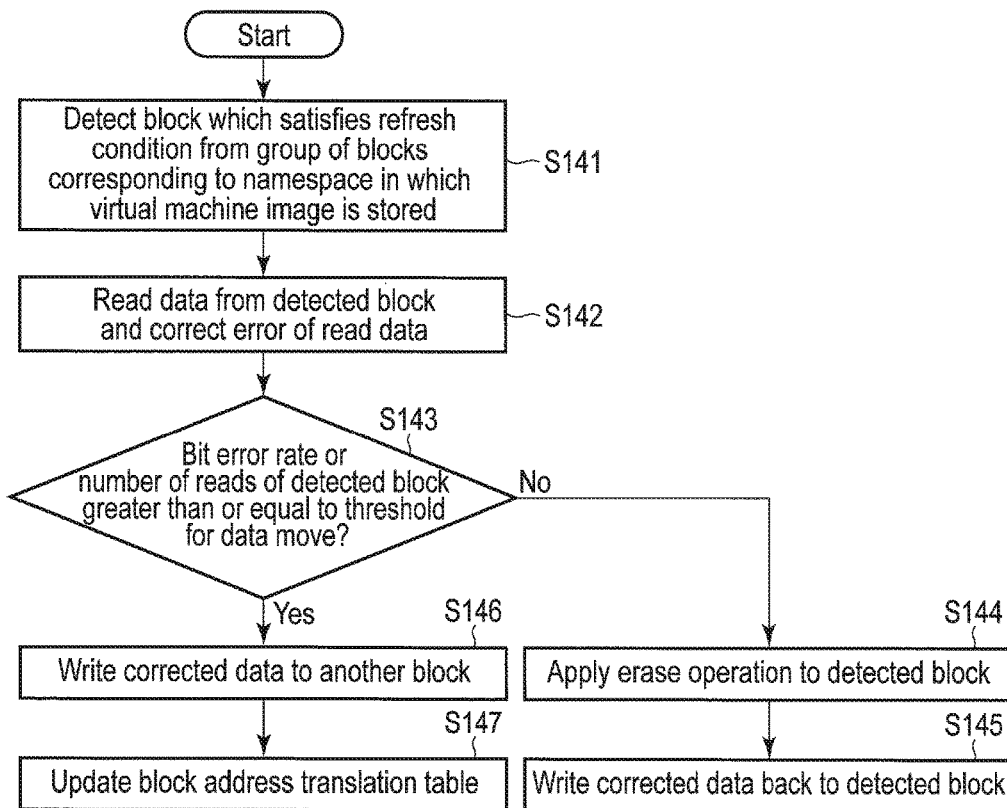 Start
Detect block which satisfies refresh
condition from group of blocks
corresponding to namespace in which
virtual machine image is stored
S141
Read data from detected block
and correct error of read data
S142
S143
Bit error rate or
number of reads of detected block
greater than or equal to threshold
for data move?
No
Yes
S146
Write corrected data to another block
S147
Update block address translation table
S144
Apply erase operation to detected block
S145
Write corrected data back to detected block